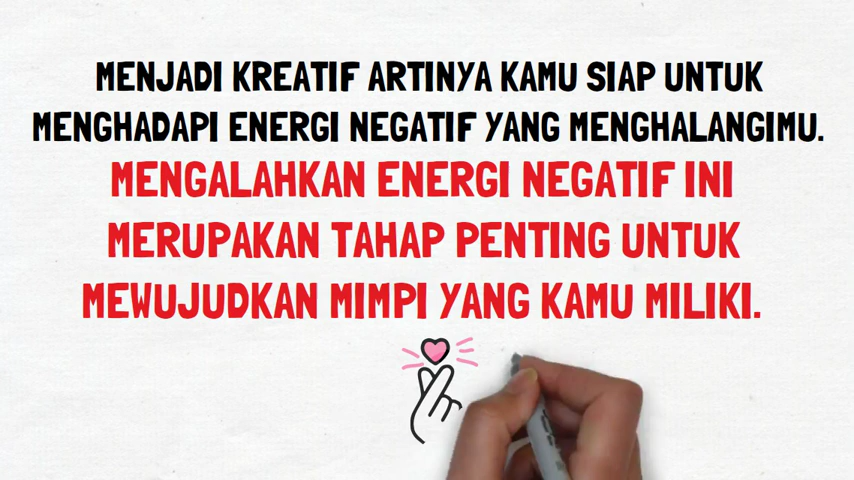 MENJADI KREATIF ARTINYA KAMU SIAP UNTUK
MENGHADAPI ENERGI NEGATIF YANG MENGHALANGIMU.
MENGALAHKAN ENERGI NEGATIF INI
MERUPAKAN TAHAP PENTING UNTUK
MEWUJUDKAN MIMPI YANG KAMU MILIKI.